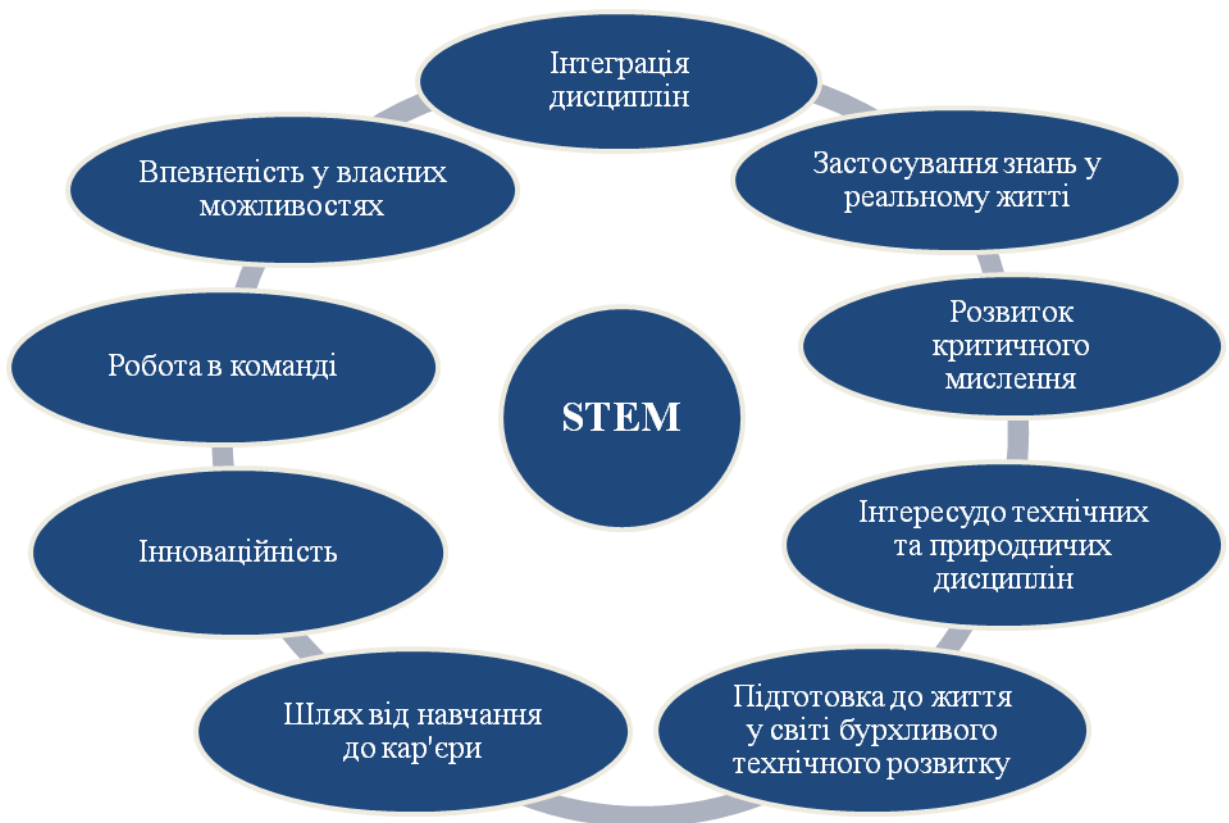 Інтеграція
дисциплін
Застосування знань у
реальному житті
Розвиток
критичного
мислення
Інтересудо технічних
та природничих
дисциплін
Підготовка до життя
у світі бурхливого
технічного розвитку
Шлях від навчання
до кар'єри
Інноваційність
Робота в команді
Впевненість у власних
можливостях
STEM